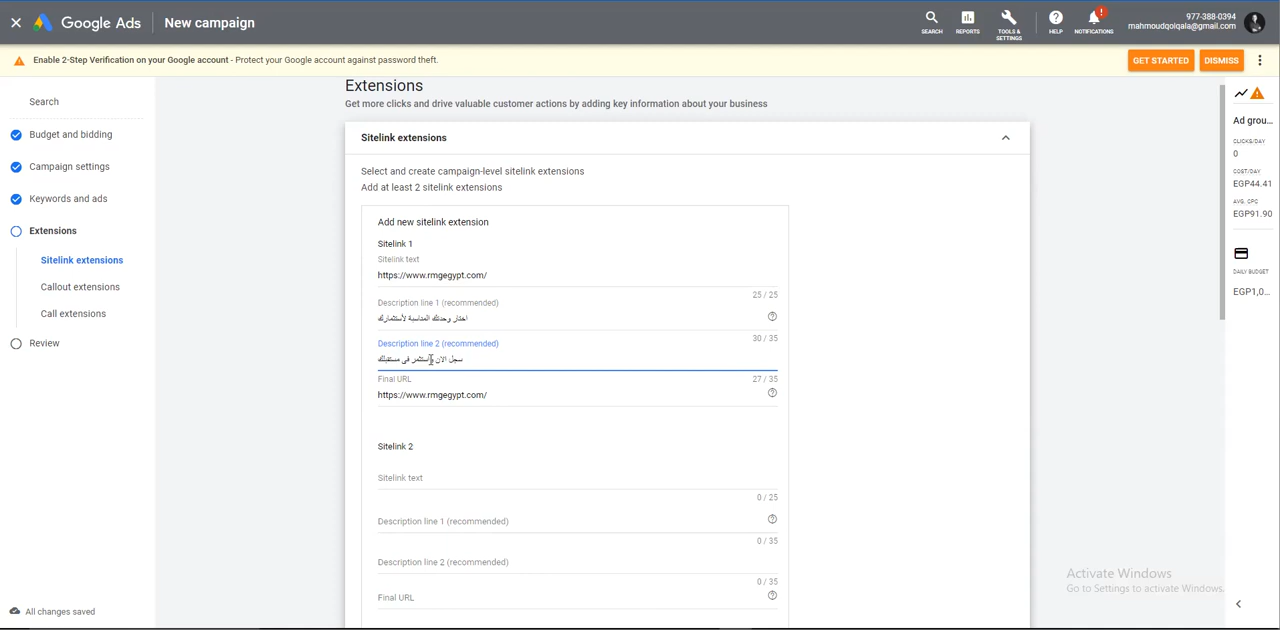 Google Ads
New campaign
SEARCH
REPORTS
TOOLS &
SETTINGS
HELP
!
NOTIFICATIONS
977-388-0394
mahmoudqolqala@gmail.com
Enable 2-Step Verification on your Google account - Protect your Google account against password theft.
GET STARTED
DISMISS
Search
Budget and bidding
Campaign settings
Keywords and ads
Extensions
Sitelink extensions
Callout extensions
Call extensions
Review
All changes saved
Extensions
Get more clicks and drive valuable customer actions by adding key information about your business
Sitelink extensions
Select and create campaign-level sitelink extensions
Add at least 2 sitelink extensions
Add new sitelink extension
Sitelink 1
Sitelink text
https://www.rmgegypt.com/
25 / 25
Description line 1 (recommended)
اختار وحدتك المناسبة لأستثمارك
30 / 35
Description line 2 (recommended)
سجل الان وأستثمر فى مستقبلك
27 / 35
Final URL
https://www.rmgegypt.com/
Sitelink 2
Sitelink text
0 / 25
Description line 1 (recommended)
0 / 35
Description line 2 (recommended)
0 / 35
Final URL
Ad grou...
CLICKS/DAY
0
COST/DAY
EGP44.41
AVG. CPC
EGP91.90
DAILY BUDGET
EGP1,0...
Activate Windows
Go to Settings to activate Windows.